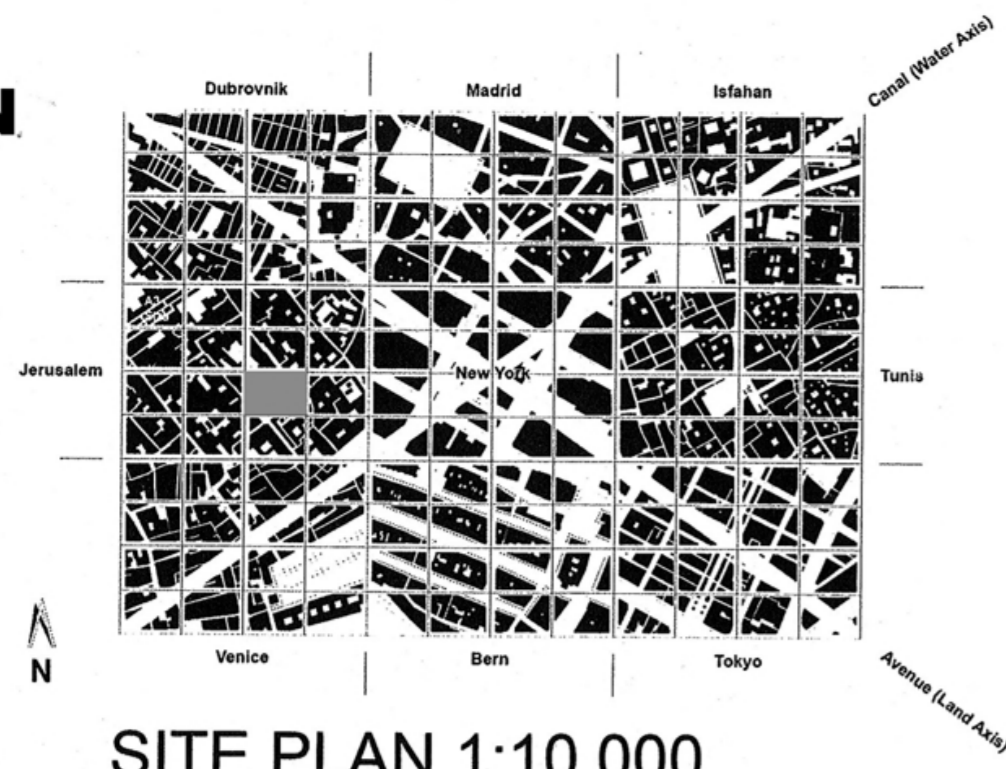 N
Dubrovnik
Madrid
Isfahan
Canal (Water Axis)
Jerusalem
New York
Tunis
Venice
Bern
Tokyo
Avenue (Land Axis)
N
SITE PLAN 1:10 000